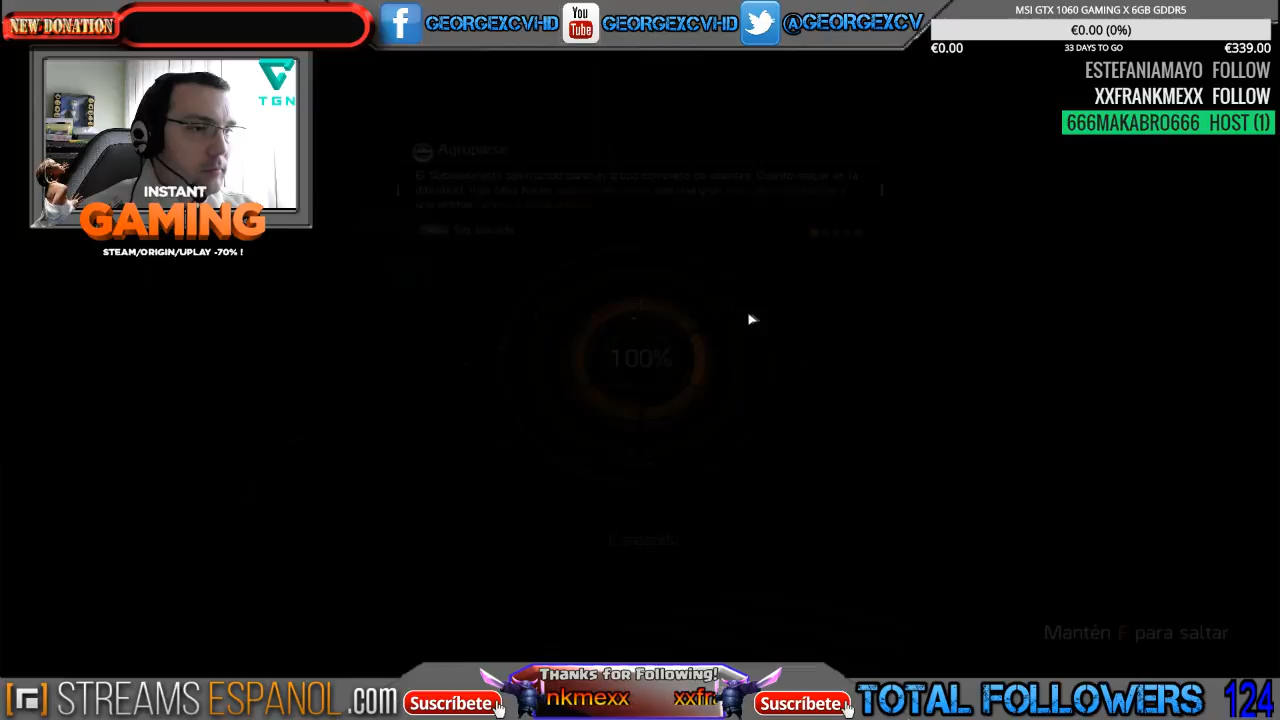 NEW DONATION
GEORGEXCVHD
You
Tube
GEORGEXCVHD
@GEORGEXCV
MSI GTX 1060 GAMING X 6GB GDDR5
€0.00 (0%)
€0.00
33 DAYS TO GO
€339.00
ESTEFANIAMAYO FOLLOW
XXFRANKMEXX FOLLOW
666MAKABRO666 HOST (1)
TGN
INSTANT
GAMING
STEAM/ORIGIN/UPLAY -70% !
Agruparse
100%
Mantén F para saltar
STREAMS ESPANOL.com
Suscríbete
Thanks for Following!
nkmexx xxfr
Suscríbete
TOTAL FOLLOWERS 124